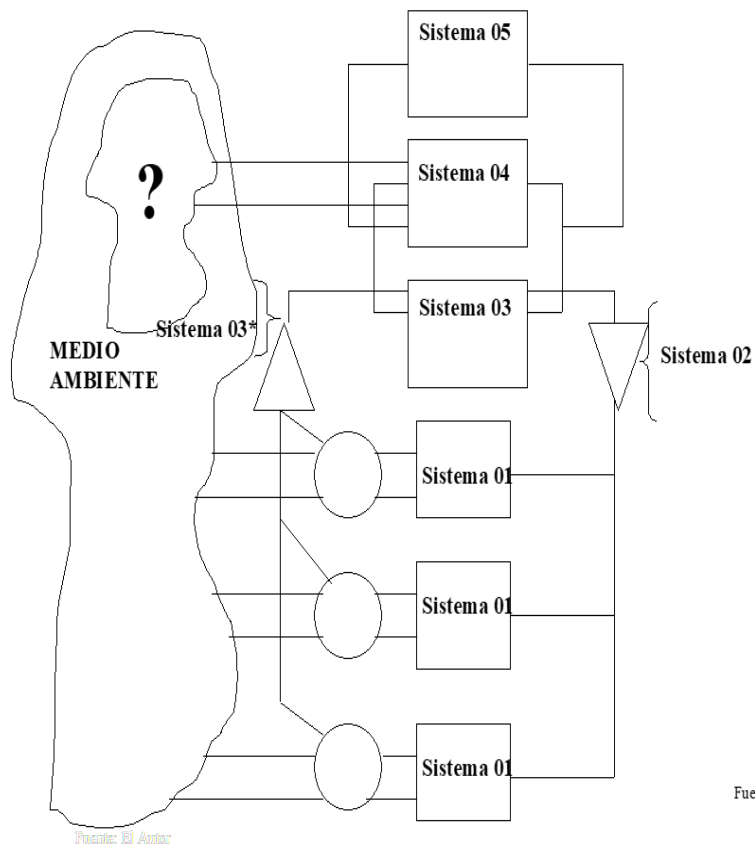 Sistema 05
Sistema 04
?
Sistema 03
Sistema 03*
MEDIO
AMBIENTE
Sistema 02
Sistema 01
Sistema 01
Sistema 01
Fue
Fuente: El Autor